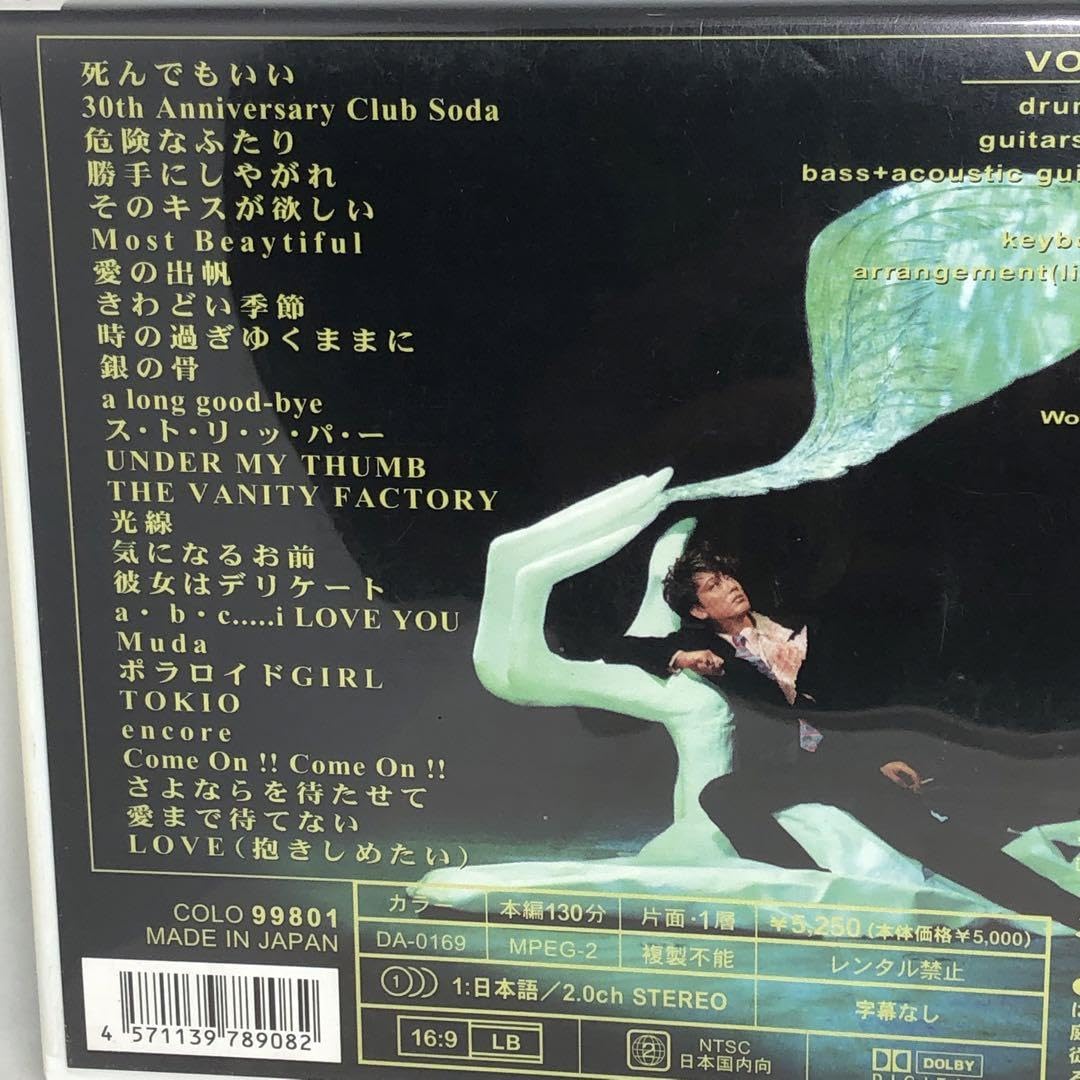 死んでもいい
30th Anniversary Club Soda
危険なふたり
勝手にしやがれ
そのキスが欲しい
Most Beaytiful
愛の出帆
きわどい季節
時の過ぎゆくままに
銀の骨
a long good-bye
ス・ト・リ・ッ・パ・ー
UNDER MY THUMB
THE VANITY FACTORY
光線
気になるお前
彼女はデリケート
a・b・c.....i LOVE YOU
Muda
ポラロイドGIRL
TOKIO
encore
Come On !! Come On !!
さよならを待たせて
愛まで待てない
LOVE(抱きしめたい)
VO
drum
guitars
bass+acoustic gui
keyb
arrangement(li
Wo
COLO 99801
MADE IN JAPAN
4 571139 789082
カラー 本編130分 片面・1層 ¥5,250 (本体価格¥5,000)
DA-0169 MPEG-2 複製不能 レンタル禁止
1 1:日本語/2.0ch STEREO 字幕なし
16:9 LB 2 NTSC 日本国内向 DOLBY